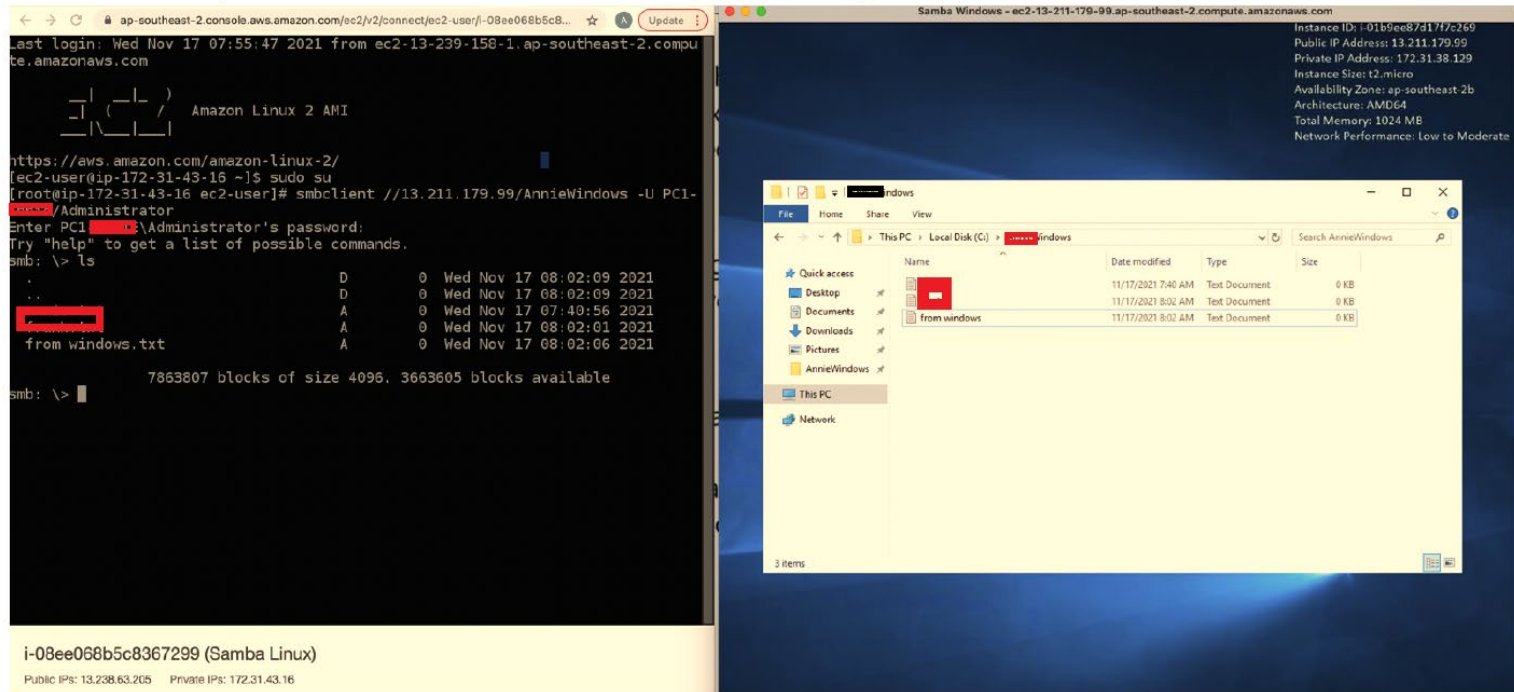 ap-southeast-2.console.aws.amazon.com/ec2/v2/connect/ec2-user/i-08ee068b5c8...
A
Update
Last login: Wed Nov 17 07:55:47 2021 from ec2-13-239-158-1.ap-southeast-2.compu
te.amazonaws.com
__|  __|_  )
_|  (     /   Amazon Linux 2 AMI
___|\___|___|
https://aws.amazon.com/amazon-linux-2/
[ec2-user@ip-172-31-43-16 ~]$ sudo su
[root@ip-172-31-43-16 ec2-user]# smbclient //13.211.179.99/AnnieWindows -U PC1-
/Administrator
Enter PC1 \Administrator's password:
Try "help" to get a list of possible commands.
smb: \> ls
. D 0 Wed Nov 17 08:02:09 2021
.. D 0 Wed Nov 17 08:02:09 2021
A 0 Wed Nov 17 07:40:56 2021
A 0 Wed Nov 17 08:02:01 2021
from windows.txt A 0 Wed Nov 17 08:02:06 2021
7863807 blocks of size 4096. 3663605 blocks available
smb: \>
i-08ee068b5c8367299 (Samba Linux)
Public IPs: 13.238.63.205 Private IPs: 172.31.43.16
Samba Windows - ec2-13-211-179-99.ap-southeast-2.compute.amazonaws.com
Instance ID: i-01b9ee87d17f7c269
Public IP Address: 13.211.179.99
Private IP Address: 172.31.38.129
Instance Size: t2.micro
Availability Zone: ap-southeast-2b
Architecture: AMD64
Total Memory: 1024 MB
Network Performance: Low to Moderate
indows
File Home Share View
This PC › Local Disk (C:) › indows
Search AnnieWindows
Name Date modified Type Size
Quick access
Desktop
Documents
Downloads
Pictures
AnnieWindows
This PC
Network
11/17/2021 7:40 AM Text Document 0 KB
11/17/2021 8:02 AM Text Document 0 KB
from windows 11/17/2021 8:02 AM Text Document 0 KB
3 items